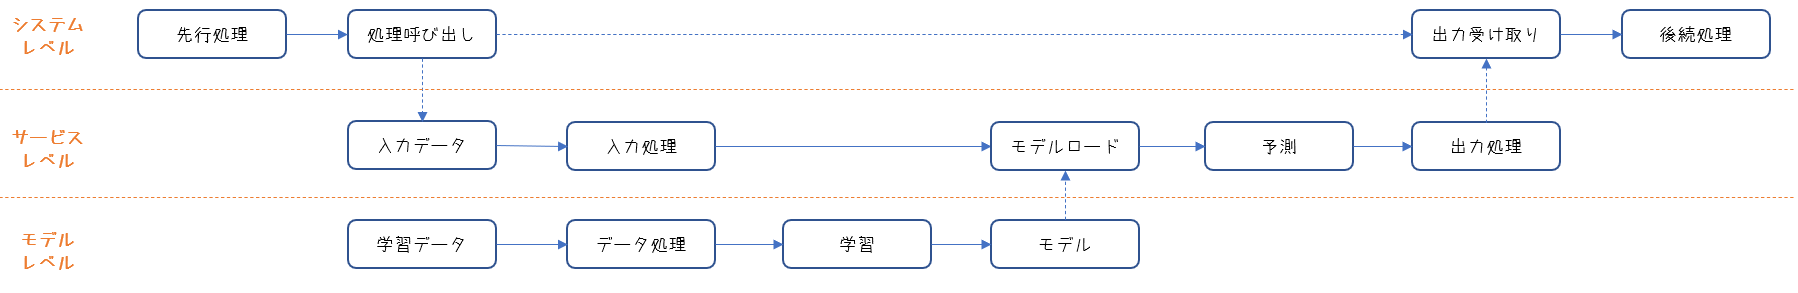 システム
レベル
先行処理
処理呼び出し
出力受け取り
後続処理
サービス
レベル
入力データ
入力処理
モデルロード
予測
出力処理
モデル
レベル
学習データ
データ処理
学習
モデル